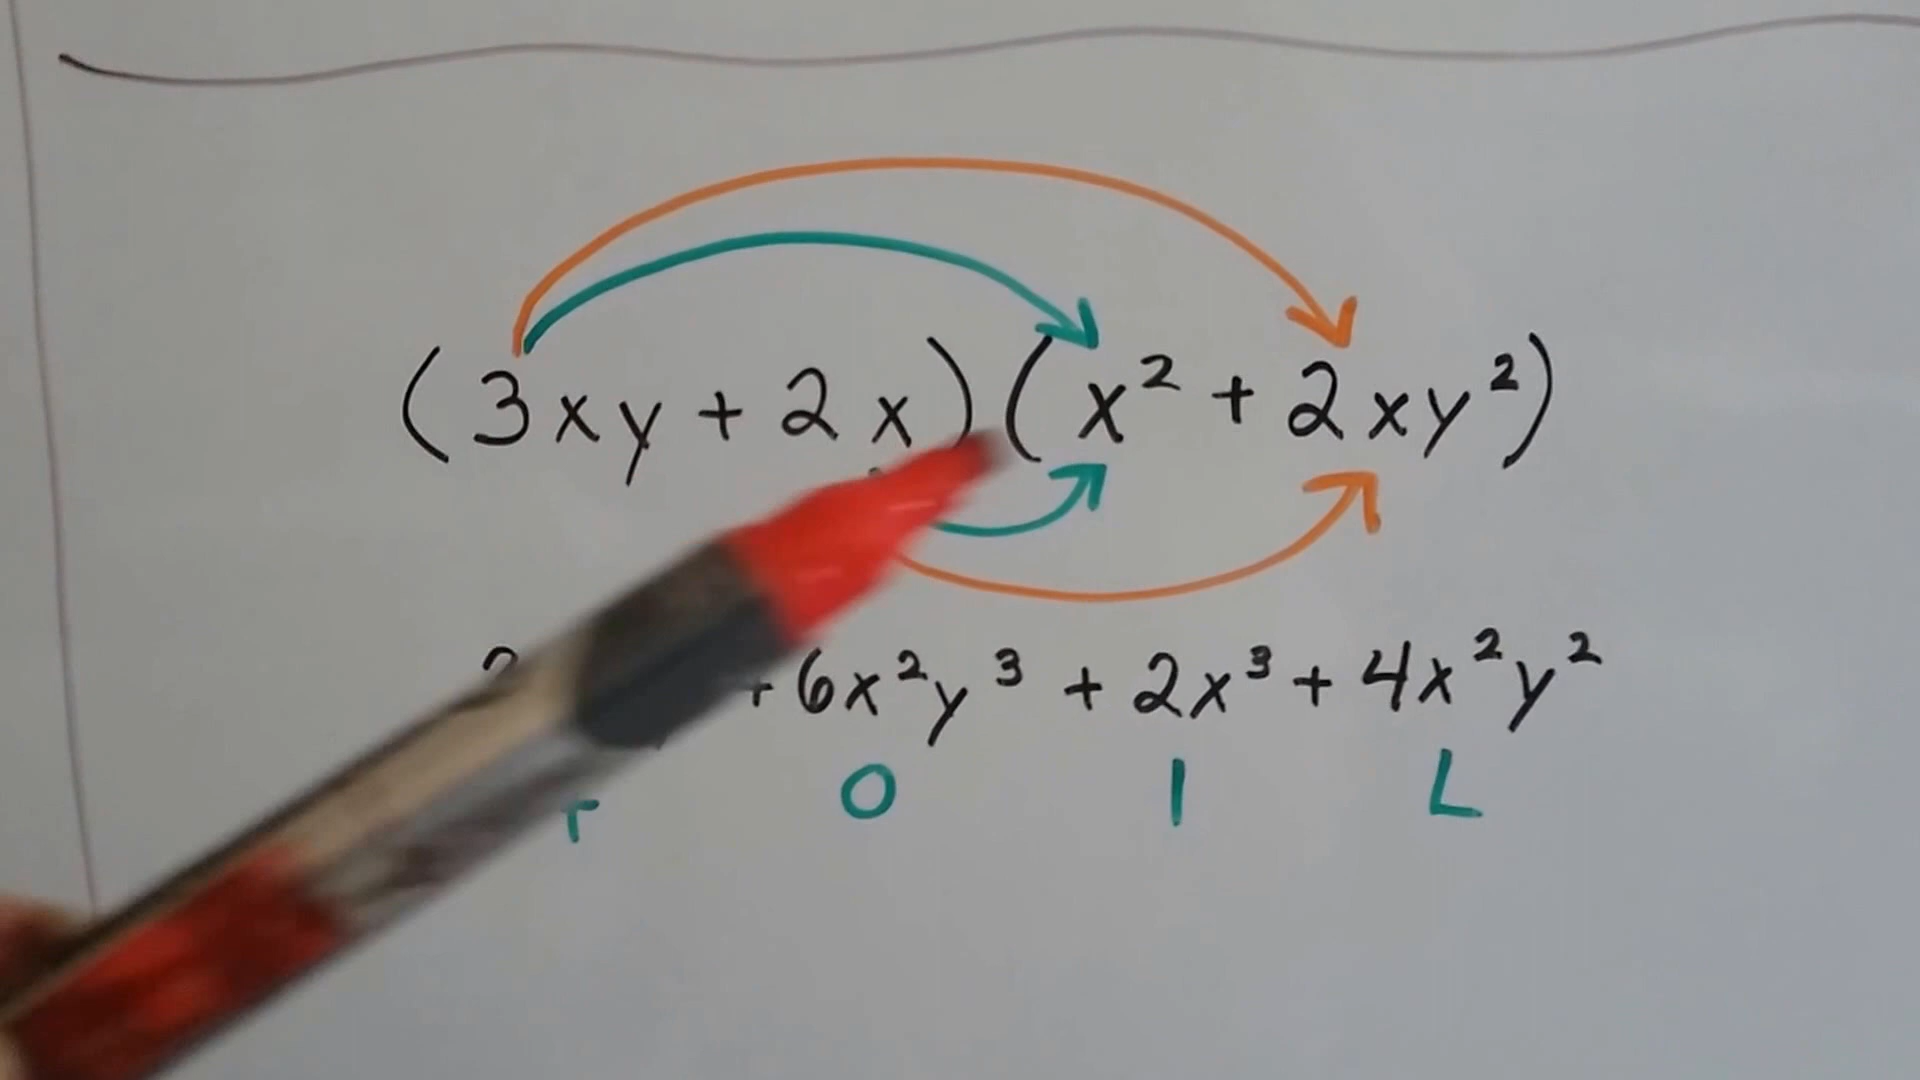 (3xy + 2x)(x² + 2xy²)
+ 6x²y³ + 2x³ + 4x²y²
O I L